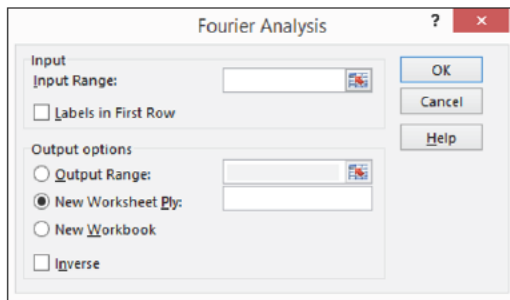 Fourier Analysis
?
×
Input
Input Range:
Labels in First Row
OK
Cancel
Help
Output options
Output Range:
New Worksheet Ply:
New Workbook
Inverse